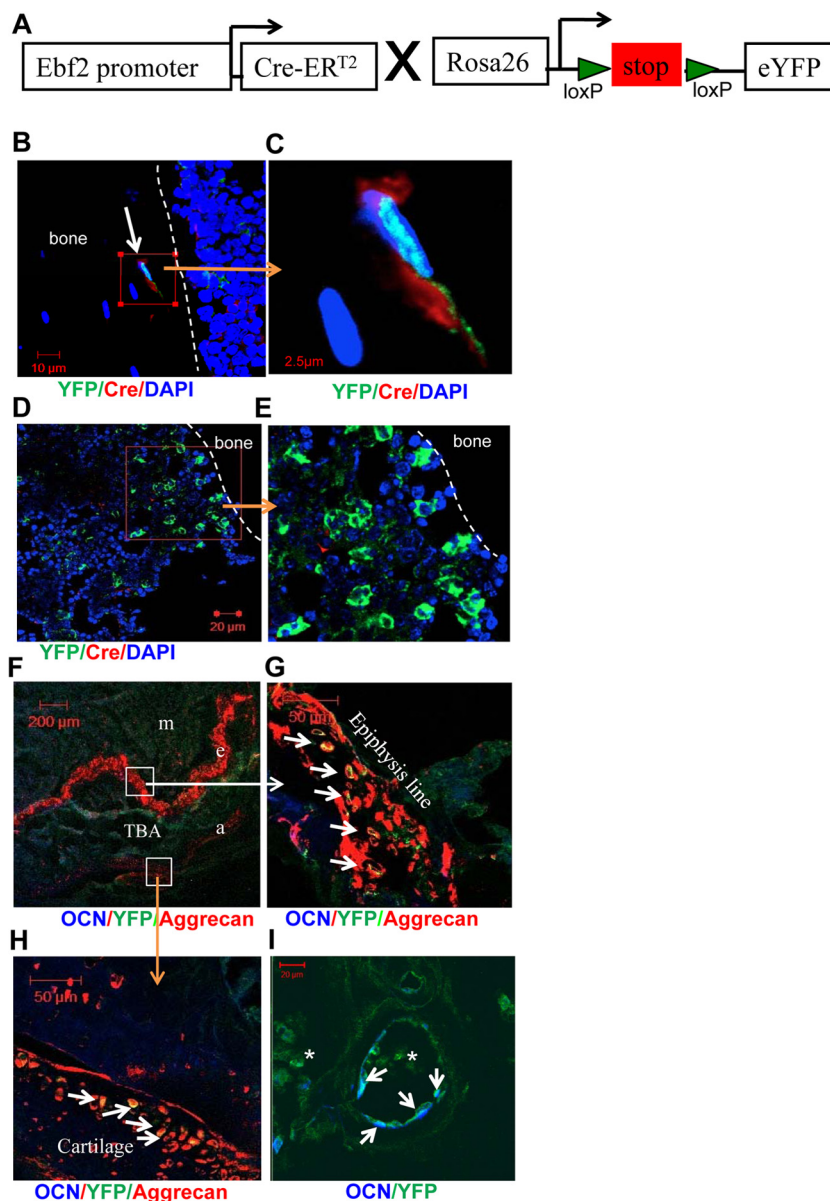 A
Ebf2 promoter
Cre-ERT2
X
Rosa26
loxP
stop
loxP
eYFP
B
bone
10 µm
YFP/Cre/DAPI
C
2.5µm
YFP/Cre/DAPI
D
bone
20 µm
YFP/Cre/DAPI
E
bone
F
200 µm
m
e
TBA
a
OCN/YFP/Aggrecan
G
50 µm
Epiphysis line
OCN/YFP/Aggrecan
H
50 µm
Cartilage
OCN/YFP/Aggrecan
I
20 µm
*
*
OCN/YFP